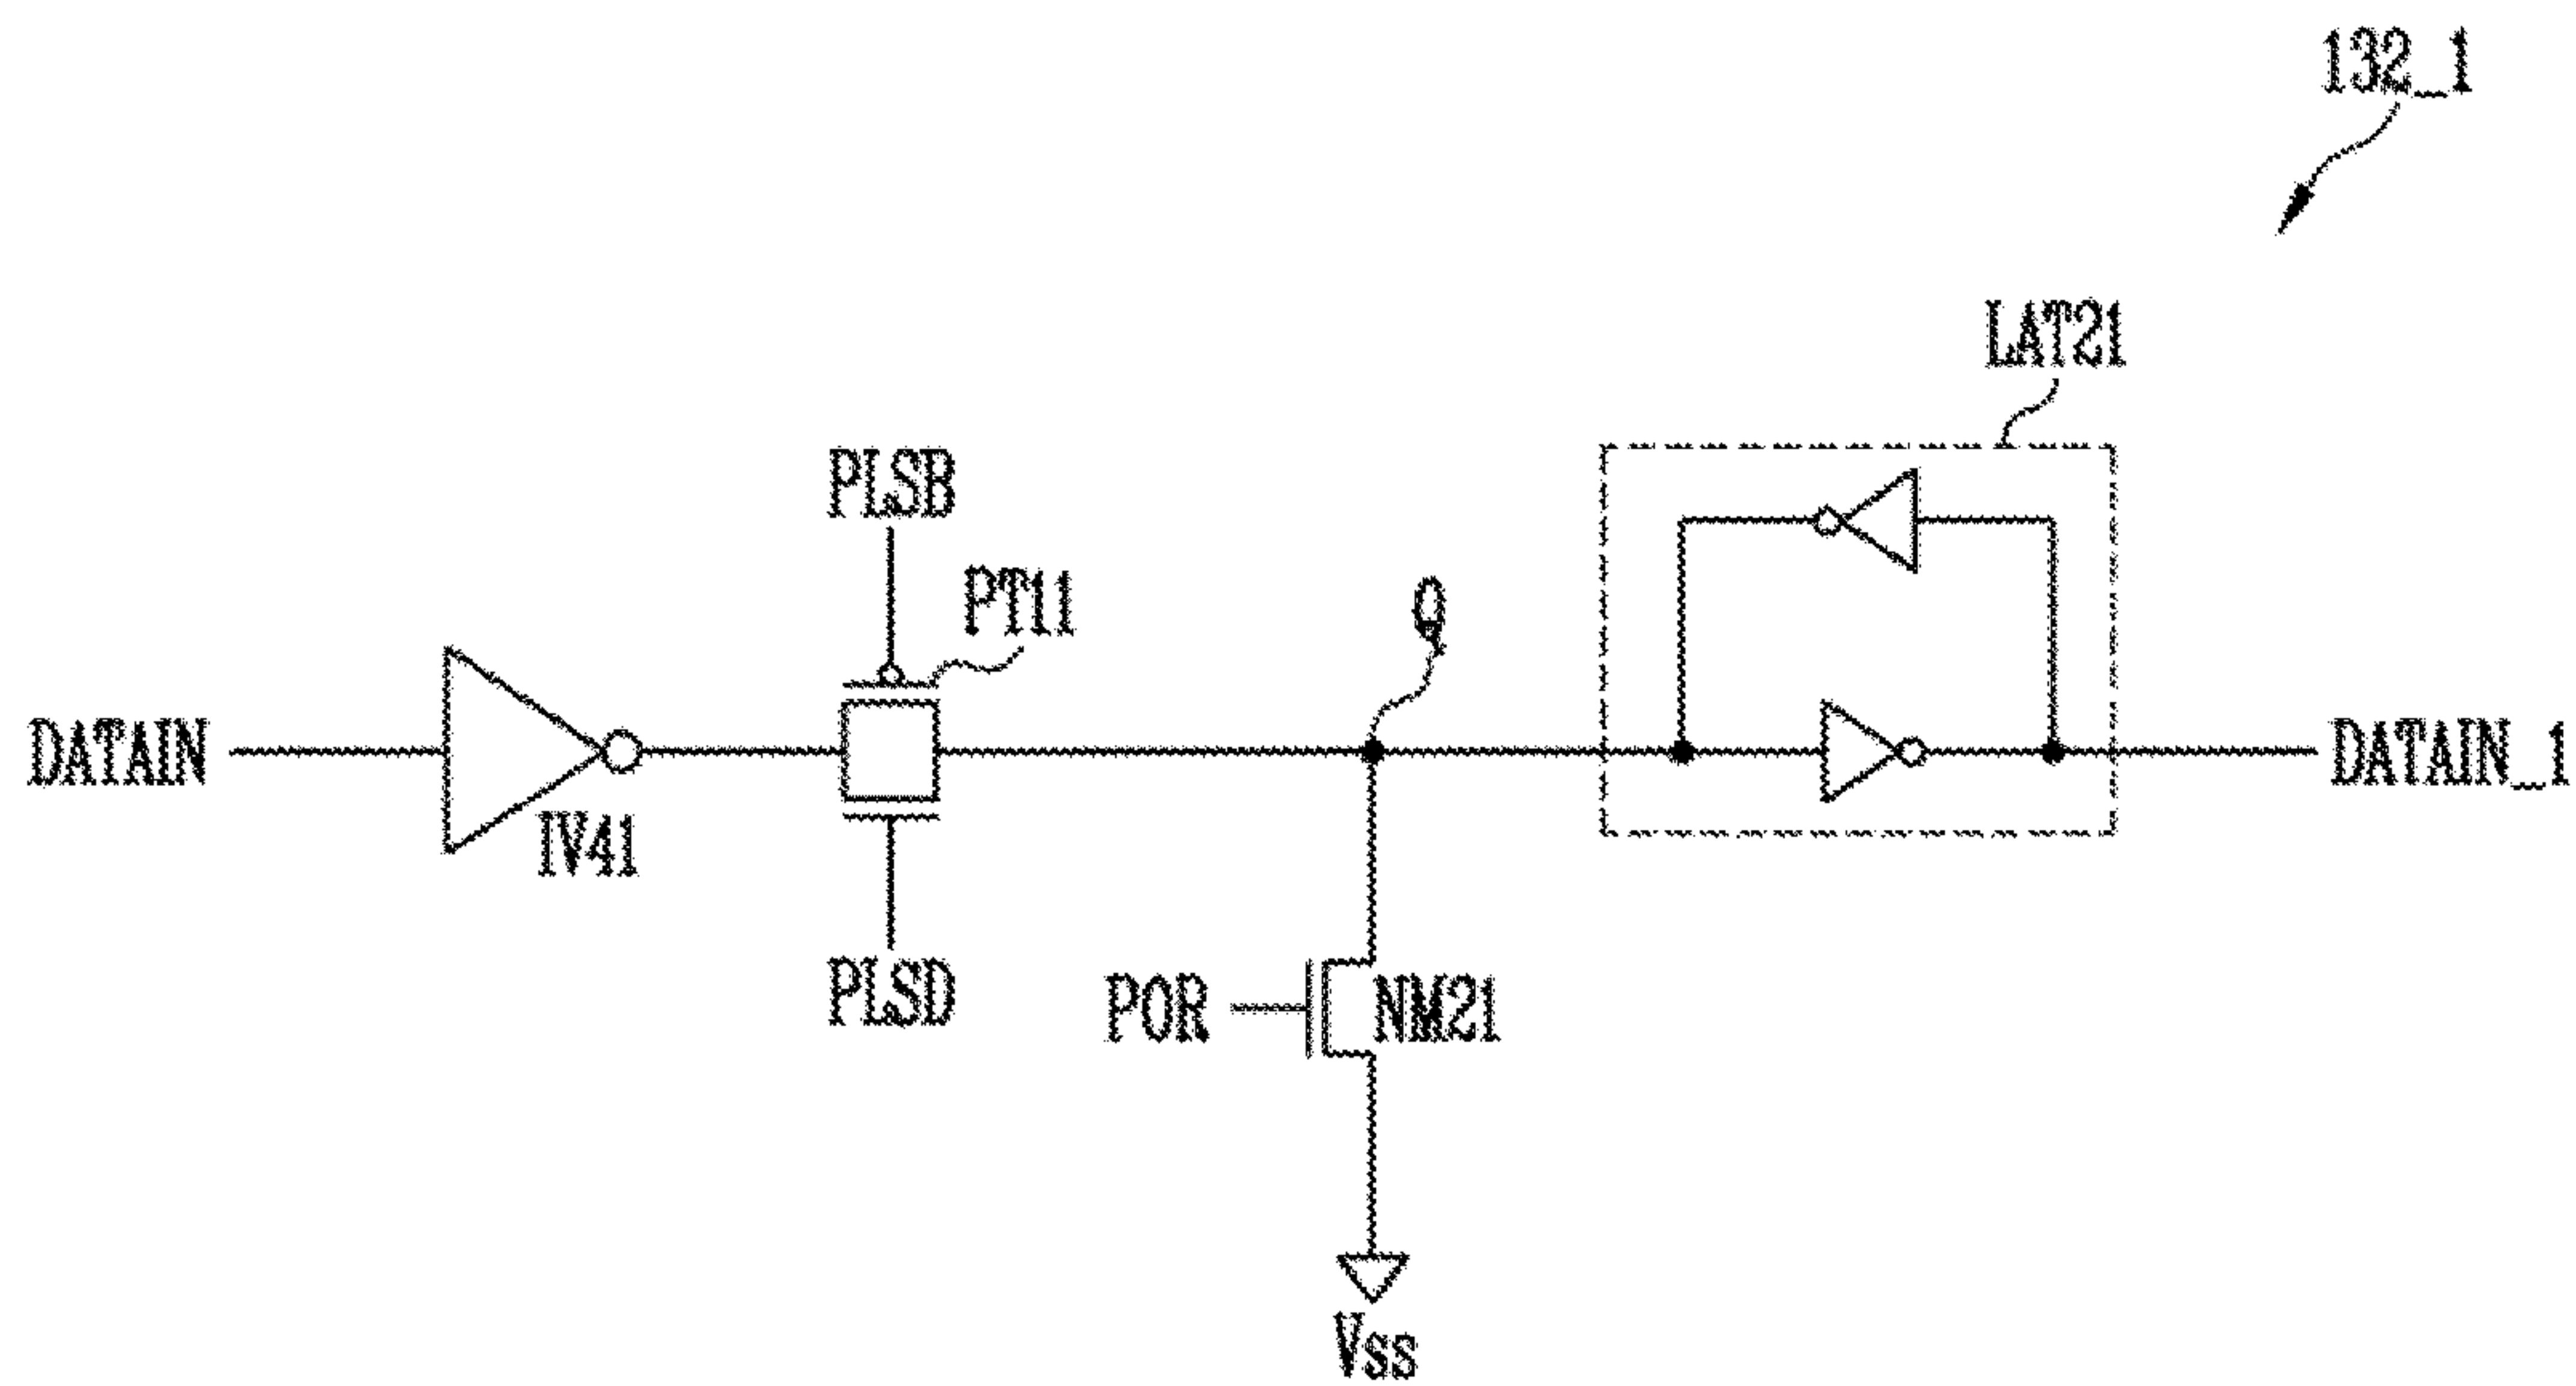 132_1
LAT21
PLSB
PT11
Q
DATAIN
DATAIN_1
IV41
PLSD
POR
NM21
Vss